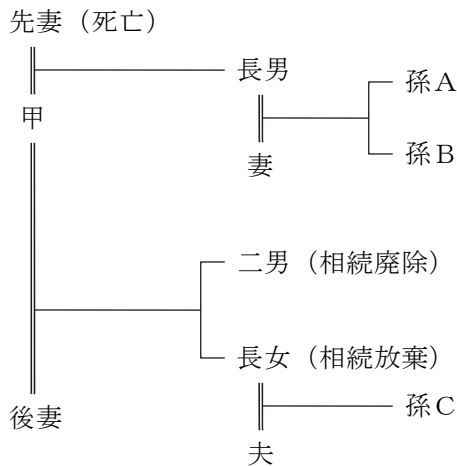 先妻（死亡）
長男
孫Ａ
甲
孫Ｂ
妻
二男（相続廃除）
長女（相続放棄）
孫Ｃ
後妻
夫